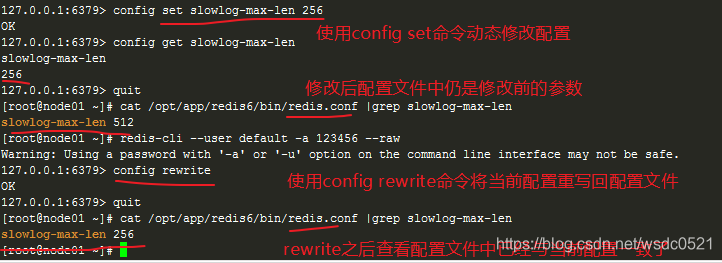 127.0.0.1:6379> config set slowlog-max-len 256
OK
使用config set命令动态修改配置
127.0.0.1:6379> config get slowlog-max-len
slowlog-max-len
256
127.0.0.1:6379> quit
修改后配置文件中仍是修改前的参数
[root@node01 ~]# cat /opt/app/redis6/bin/redis.conf |grep slowlog-max-len
slowlog-max-len 512
[root@node01 ~]# redis-cli --user default -a 123456 --raw
Warning: Using a password with '-a' or '-u' option on the command line interface may not be safe.
127.0.0.1:6379> config rewrite
使用config rewrite命令将当前配置重写回配置文件
OK
127.0.0.1:6379> quit
[root@node01 ~]# cat /opt/app/redis6/bin/redis.conf |grep slowlog-max-len
slowlog-max-len 256
[root@node01 ~]#
rewrite之后查看配置文件中已经与当前配置一致了
https://blog.csdn.net/wsdc0521